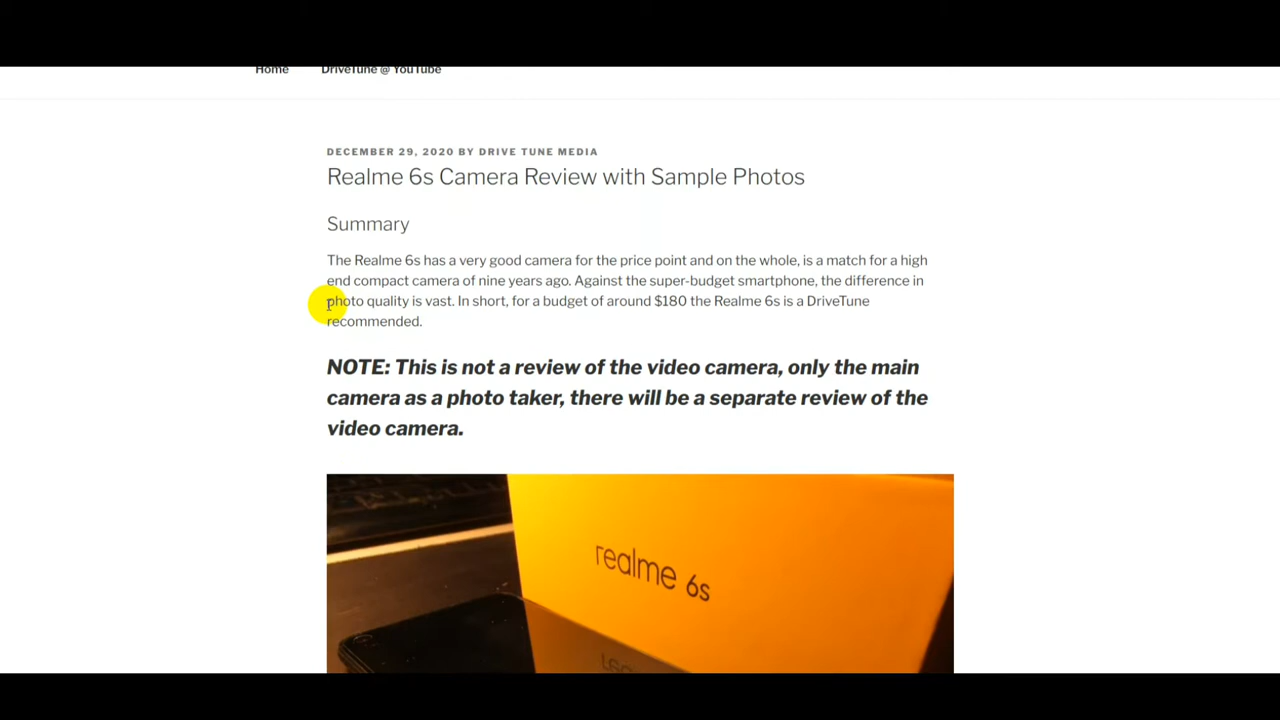 Home DriveTune @ YouTube
DECEMBER 29, 2020 BY DRIVE TUNE MEDIA
Realme 6s Camera Review with Sample Photos
Summary
The Realme 6s has a very good camera for the price point and on the whole, is a match for a high
end compact camera of nine years ago. Against the super-budget smartphone, the difference in
photo quality is vast. In short, for a budget of around $180 the Realme 6s is a DriveTune
recommended.
NOTE: This is not a review of the video camera, only the main
camera as a photo taker, there will be a separate review of the
video camera.
realme 6s